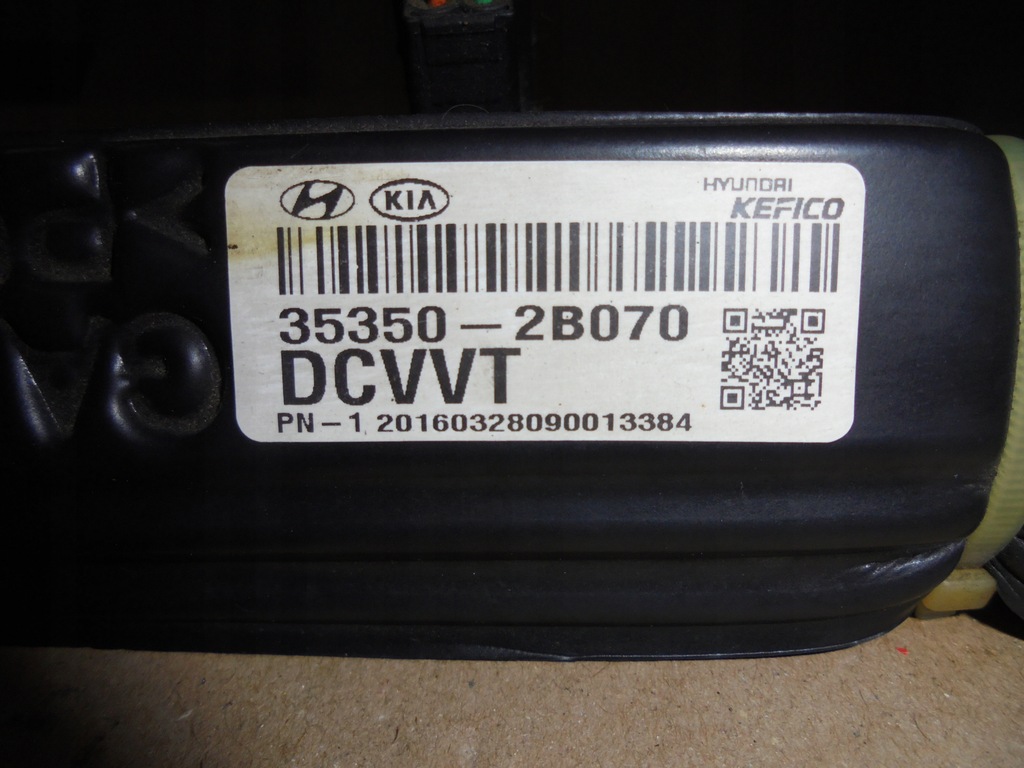 KIA
HYUNDAI
KEFICO
35350-2B070
DCVVT
PN-1 20160328090013384